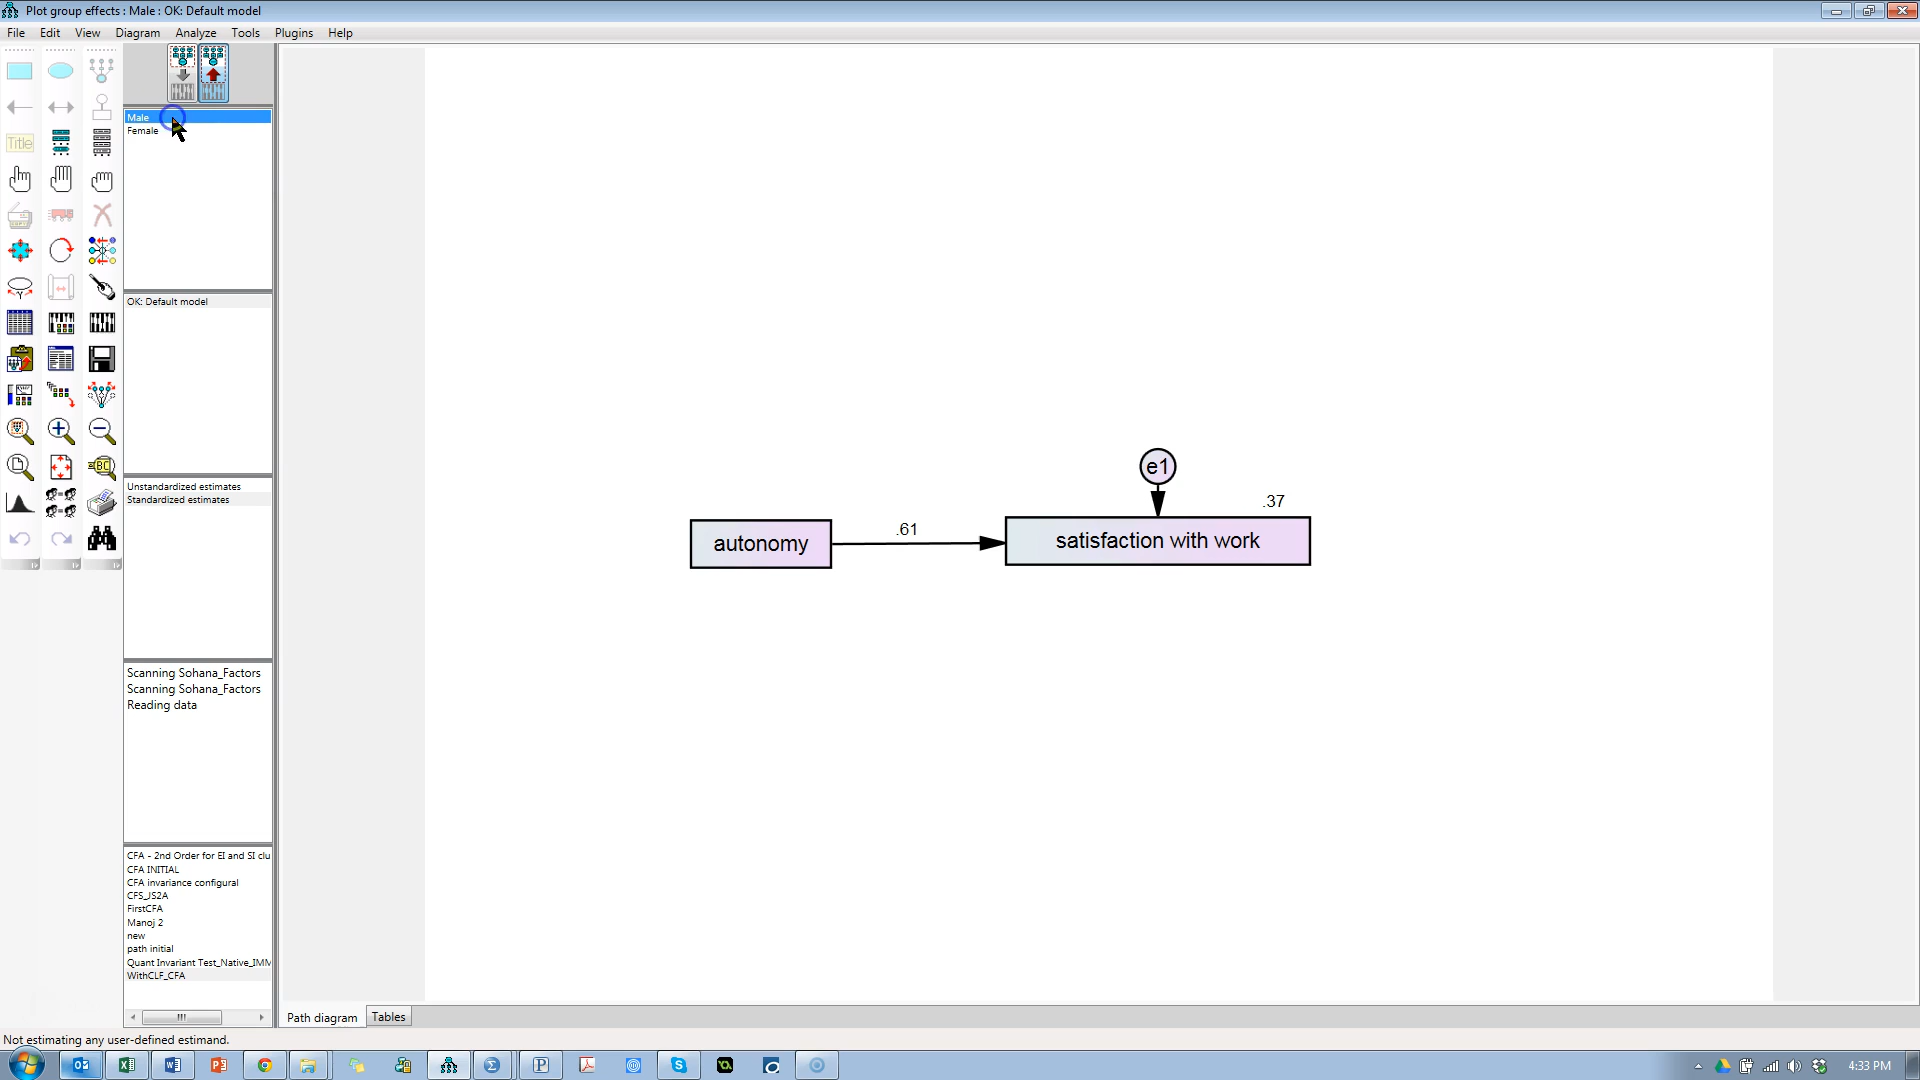 Plot group effects : Male : OK: Default model
File Edit View Diagram Analyze Tools Plugins Help
Male
Female
Title
OK: Default model
Unstandardized estimates
Standardized estimates
Scanning Sohana_Factors
Scanning Sohana_Factors
Reading data
CFA - 2nd Order for EI and SI clu
CFA INITIAL
CFA invariance configural
CFS_JS2A
FirstCFA
Manoj 2
new
path initial
Quant Invariant Test_Native_IMM
WithCLF_CFA
e1
.37
.61
autonomy
satisfaction with work
Path diagram Tables
Not estimating any user-defined estimand.
4:33 PM